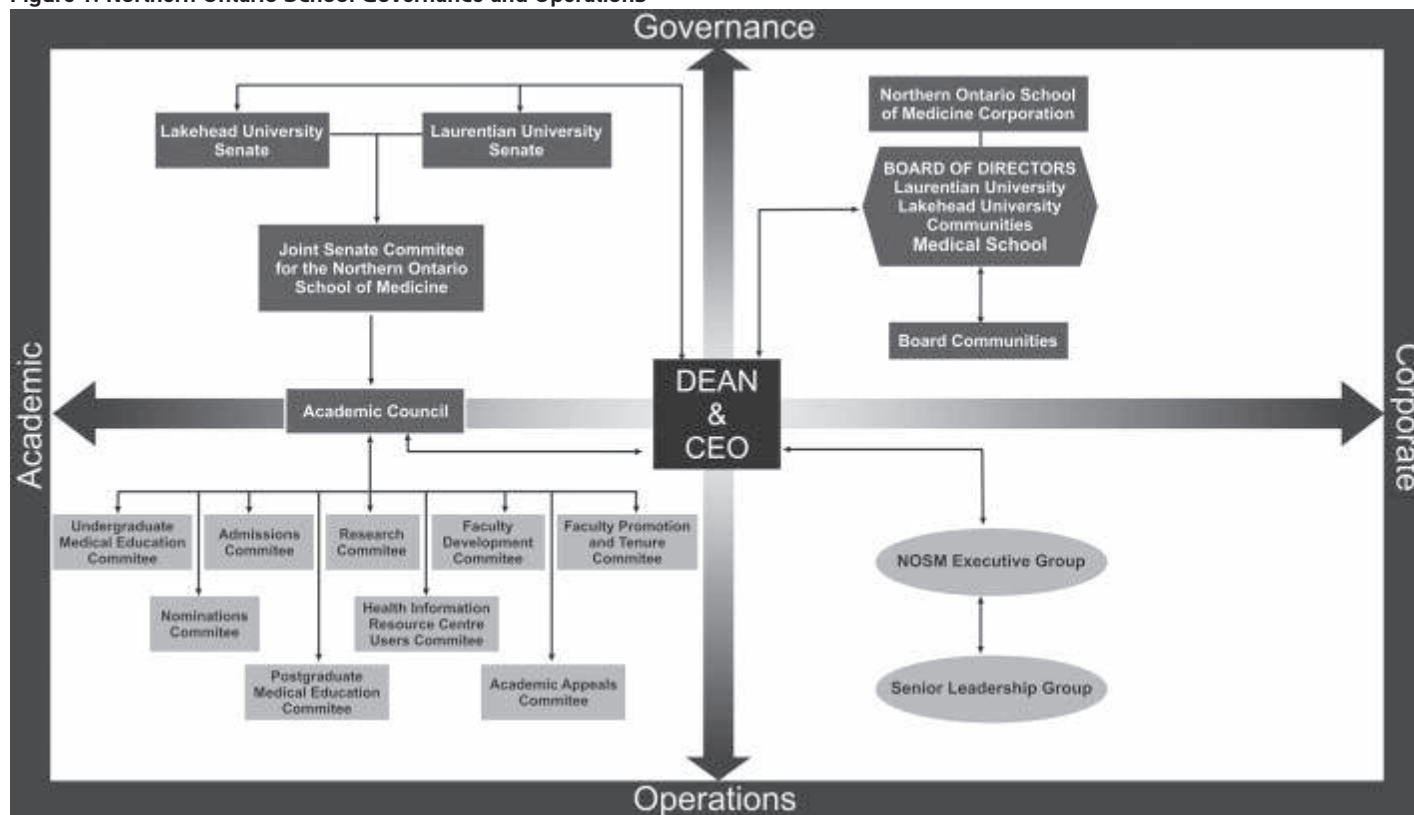 Figure 1. Northern Ontario School Governance and Operations
Governance
Lakehead University
Senate
Laurentian University
Senate
Northern Ontario School
of Medicine Corporation
BOARD OF DIRECTORS
Laurentian University
Lakehead University
Communities
Medical School
Joint Senate Commitee
for the Northern Ontario
School of Medicine
Board Communities
Academic
Corporate
DEAN
&
CEO
Academic Council
Undergraduate
Medical Education
Commitee
Admissions
Commitee
Research
Commitee
Faculty
Development
Commitee
Faculty Promotion
and Tenure
Commitee
NOSM Executive Group
Nominations
Commitee
Health Information
Resource Centre
Users Commitee
Postgraduate
Medical Education
Commitee
Academic Appeals
Commitee
Senior Leadership Group
Operations